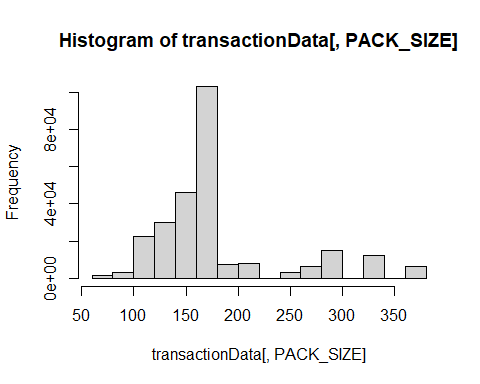 Histogram of transactionData[, PACK_SIZE]
Frequency
8e+04
4e+04
0e+00
50 100 150 200 250 300 350
transactionData[, PACK_SIZE]